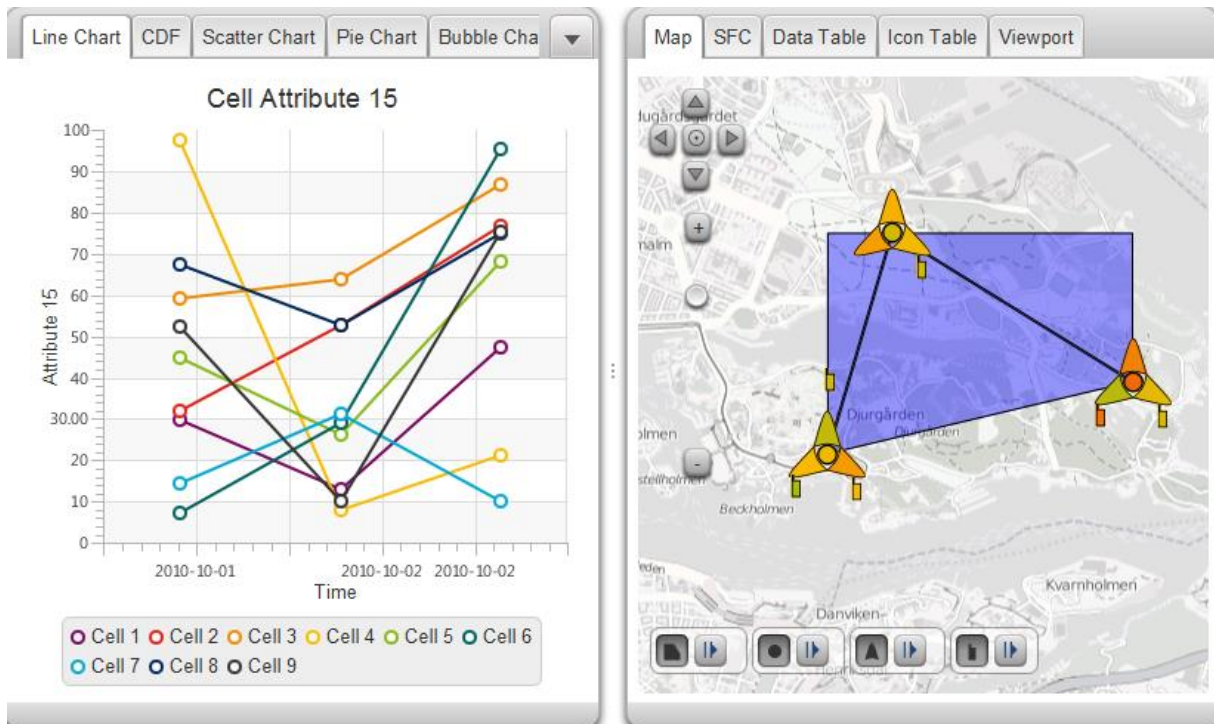 Line Chart CDF Scatter Chart Pie Chart Bubble Cha
Cell Attribute 15
100
90
80
70
60
50
40
30.00
20
10
0
Attribute 15
2010-10-01 2010-10-02 2010-10-02
Time
Cell 1 Cell 2 Cell 3 Cell 4 Cell 5 Cell 6
Cell 7 Cell 8 Cell 9
Map SFC Data Table Icon Table Viewport
+
malm
Djurgården
Djurgården
olmen
-
Beckholmen
Kvarnholmen
Danviken